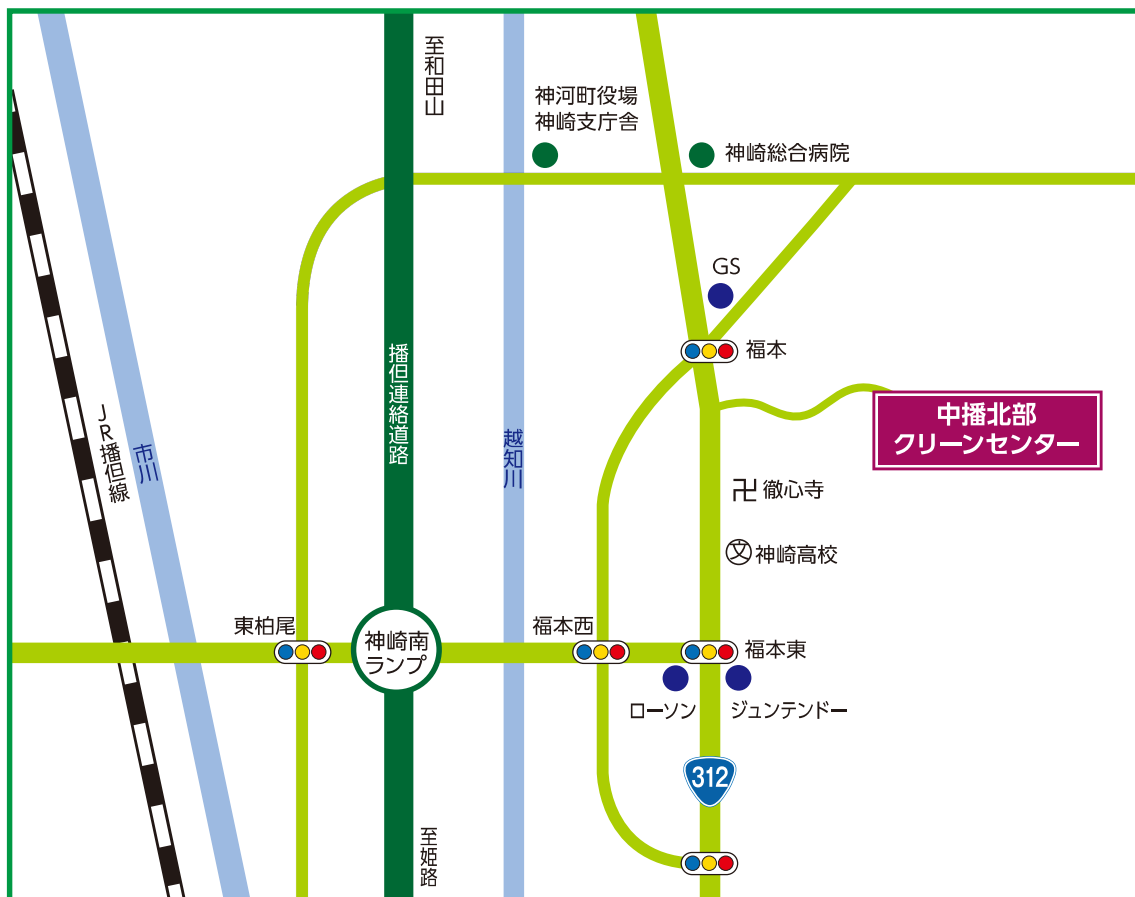 至和田山
神河町役場
神崎支庁舎
神崎総合病院
GS
福本
播但連絡道路
中播北部
クリーンセンター
JR播但線
市川
越知川
卍徹心寺
文神崎高校
東柏尾
神崎南
ランプ
福本西
福本東
ローソン
ジュンテンドー
312
至姫路